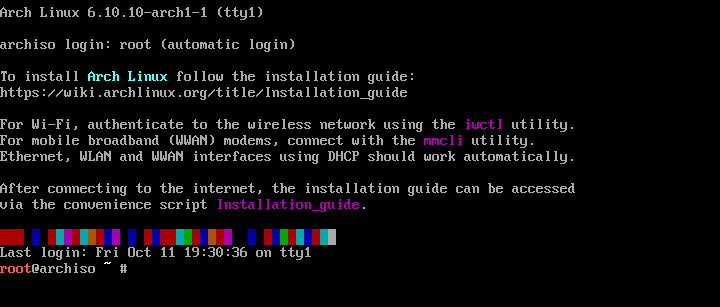 Arch Linux 6.10.10-arch1-1 (tty1)
archiso login: root (automatic login)
To install Arch Linux follow the installation guide:
https://wiki.archlinux.org/title/Installation_guide
For Wi-Fi, authenticate to the wireless network using the iwctl utility.
For mobile broadband (WWAN) modems, connect with the mmcli utility.
Ethernet, WLAN and WWAN interfaces using DHCP should work automatically.
After connecting to the internet, the installation guide can be accessed
via the convenience script Installation_guide.
Last login: Fri Oct 11 19:30:36 on tty1
root@archiso ~ #